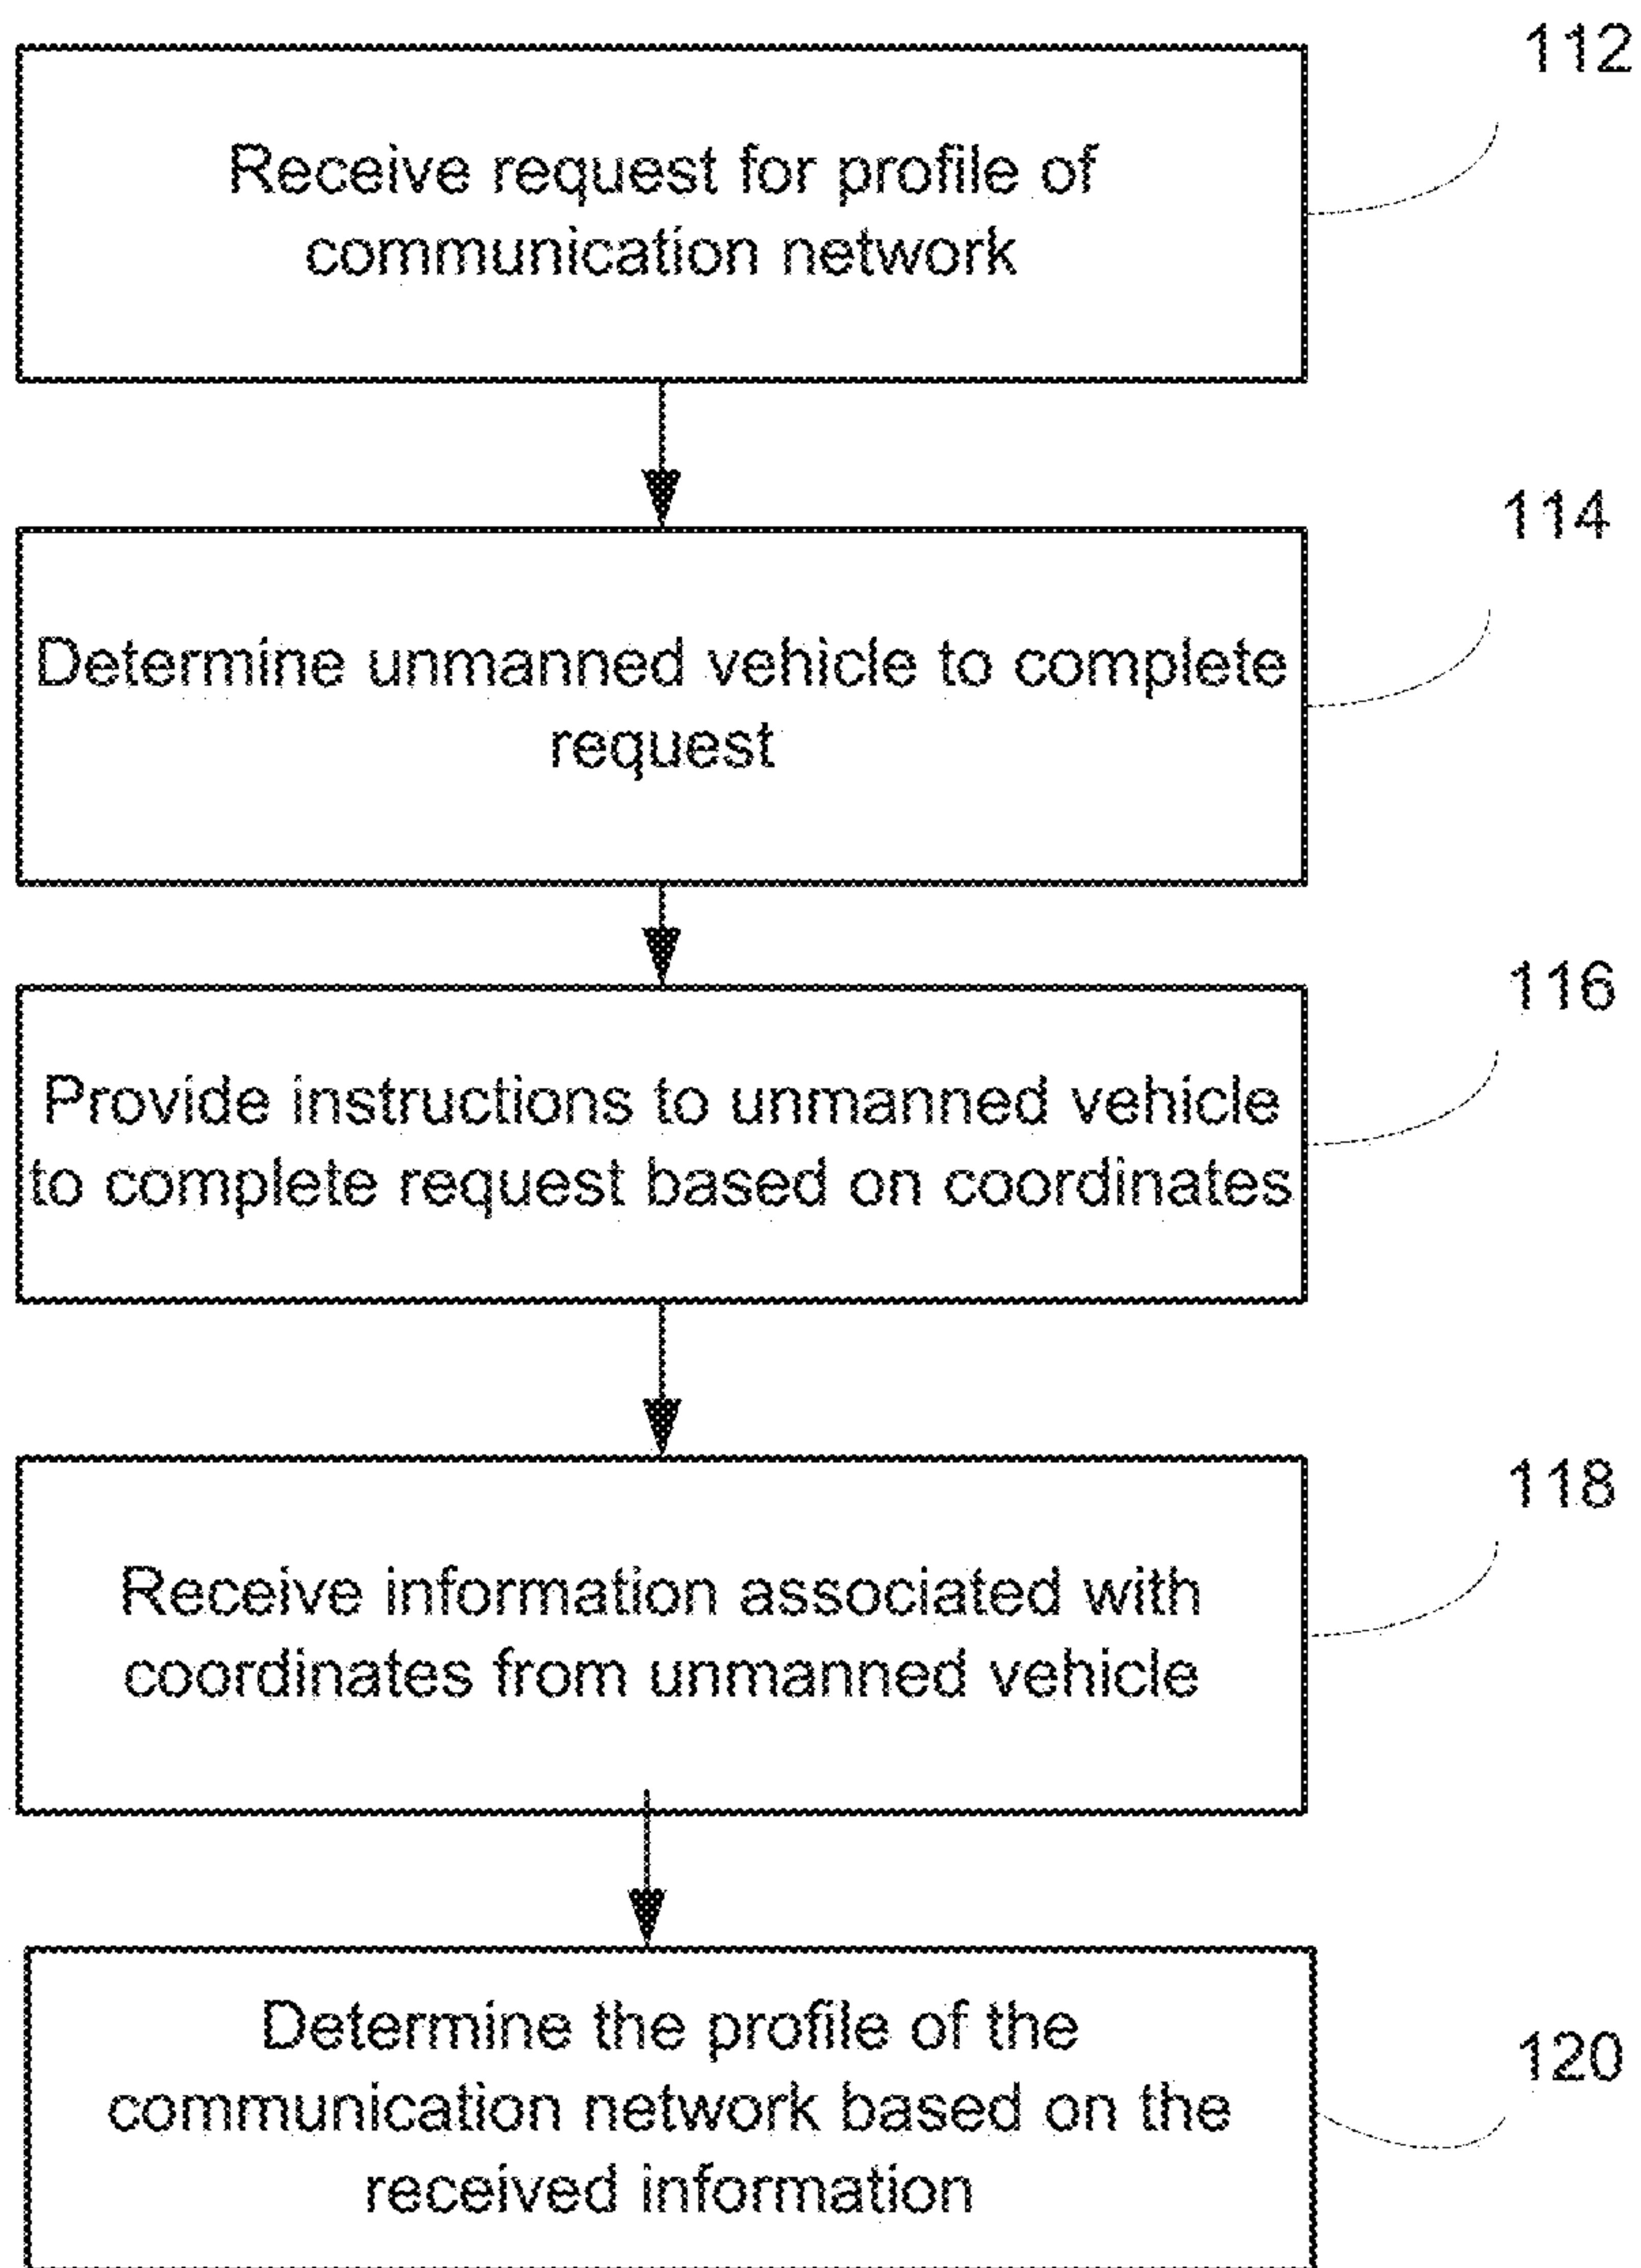 112
Receive request for profile of
communication network
114
Determine unmanned vehicle to complete
request
116
Provide instructions to unmanned vehicle
to complete request based on coordinates
118
Receive information associated with
coordinates from unmanned vehicle
120
Determine the profile of the
communication network based on the
received information